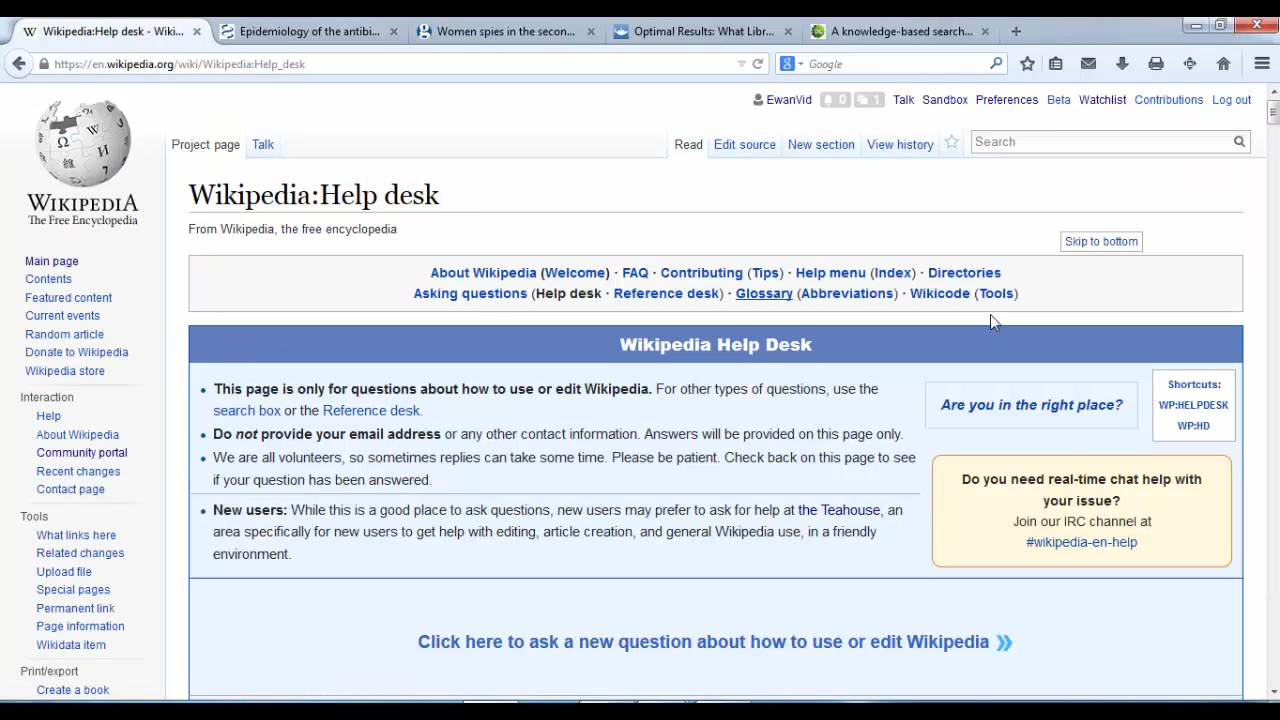 Wikipedia:Help desk - Wiki...
Epidemiology of the antibi...
Women spies in the secon...
Optimal Results: What Libr...
A knowledge-based search...
https://en.wikipedia.org/wiki/Wikipedia:Help_desk
Google
EwanVid 0 1 Talk Sandbox Preferences Beta Watchlist Contributions Log out
Project page Talk Read Edit source New section View history Search
WIKIPEDIA
The Free Encyclopedia
Main page
Contents
Featured content
Current events
Random article
Donate to Wikipedia
Wikipedia store
Interaction
Help
About Wikipedia
Community portal
Recent changes
Contact page
Tools
What links here
Related changes
Upload file
Special pages
Permanent link
Page information
Wikidata item
Print/export
Create a book
Wikipedia:Help desk
From Wikipedia, the free encyclopedia
Skip to bottom
About Wikipedia (Welcome) · FAQ · Contributing (Tips) · Help menu (Index) · Directories
Asking questions (Help desk · Reference desk) · Glossary (Abbreviations) · Wikicode (Tools)
Wikipedia Help Desk
• This page is only for questions about how to use or edit Wikipedia. For other types of questions, use the
search box or the Reference desk.
• Do not provide your email address or any other contact information. Answers will be provided on this page only.
• We are all volunteers, so sometimes replies can take some time. Please be patient. Check back on this page to see
if your question has been answered.
• New users: While this is a good place to ask questions, new users may prefer to ask for help at the Teahouse, an
area specifically for new users to get help with editing, article creation, and general Wikipedia use, in a friendly
environment.
Are you in the right place?
Shortcuts:
WP:HELPDESK
WP:HD
Do you need real-time chat help with
your issue?
Join our IRC channel at
#wikipedia-en-help
Click here to ask a new question about how to use or edit Wikipedia »